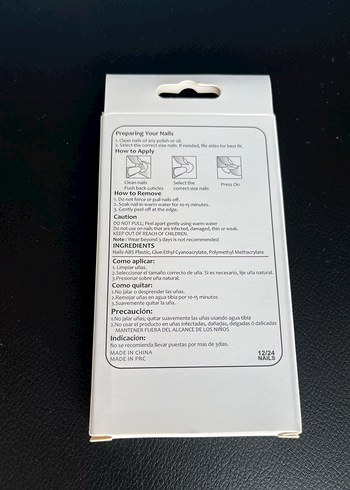 Preparing Your Nails
1. Clean nails of any polish or oil.
2. Select the correct size nails. If needed, file sides for best fit.
How to Apply
Clean nails
Push back cuticles
Select the
correct size nails
Press On
How to Remove
1. Do not force or pull nails off.
2. Soak nail in warm water for 10-15 minutes.
3. Gently peel off at the edge.
Caution
DO NOT PULL; Peel apart gently using warm water
Do not use on nails that are infected, damaged, thin or weak.
KEEP OUT OF REACH OF CHILDREN.
Note: Wear beyond 3 days is not recommended
INGREDIENTS
Nails-ABS Plastic, Glue-Ethyl Cyanoacrylate, Polymethyl Methacrylate
Como aplicar:
1. Limpiar uñas.
2.Seleccionar el tamaño correcto de uña. Si es necesario, lije uña natural.
3.Presionar sobre uña natural.
Como quitar:
1.No jalar o desprender las uñas.
2.Remojar uñas en agua tibia por 10-15 minutos
3.Suavemente quitar la uña.
Precaución:
1.No jalar uñas; quitar suavemente las uñas usando agua tibia
2.No usar el producto en uñas infectadas, dañadas, delgadas ó delicadas
MANTENER FUERA DEL ALCANCE DE LOS NIÑOS
Indicación:
No se recomienda llevar puestas por mas de 3dias.
MADE IN CHINA
MADE IN PRC
12/24
NAILS